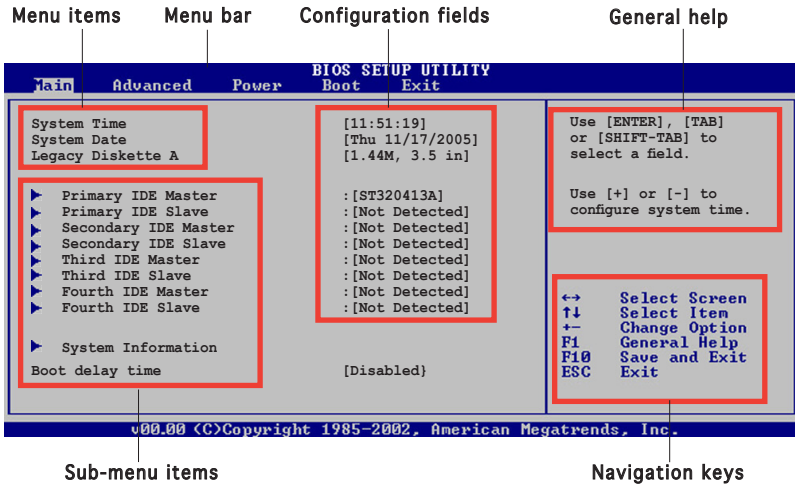 Menu items Menu bar Configuration fields General help
BIOS SETUP UTILITY
Main Advanced Power Boot Exit
System Time [11:51:19]
System Date [Thu 11/17/2005]
Legacy Diskette A [1.44M, 3.5 in]
Primary IDE Master :[ST320413A]
Primary IDE Slave :[Not Detected]
Secondary IDE Master :[Not Detected]
Secondary IDE Slave :[Not Detected]
Third IDE Master :[Not Detected]
Third IDE Slave :[Not Detected]
Fourth IDE Master :[Not Detected]
Fourth IDE Slave :[Not Detected]
System Information
Boot delay time [Disabled}
Use [ENTER], [TAB]
or [SHIFT-TAB] to
select a field.
Use [+] or [-] to
configure system time.
←→ Select Screen
↑↓ Select Item
+- Change Option
F1 General Help
F10 Save and Exit
ESC Exit
v00.00 (C)Copyright 1985-2002, American Megatrends, Inc.
Sub-menu items Navigation keys